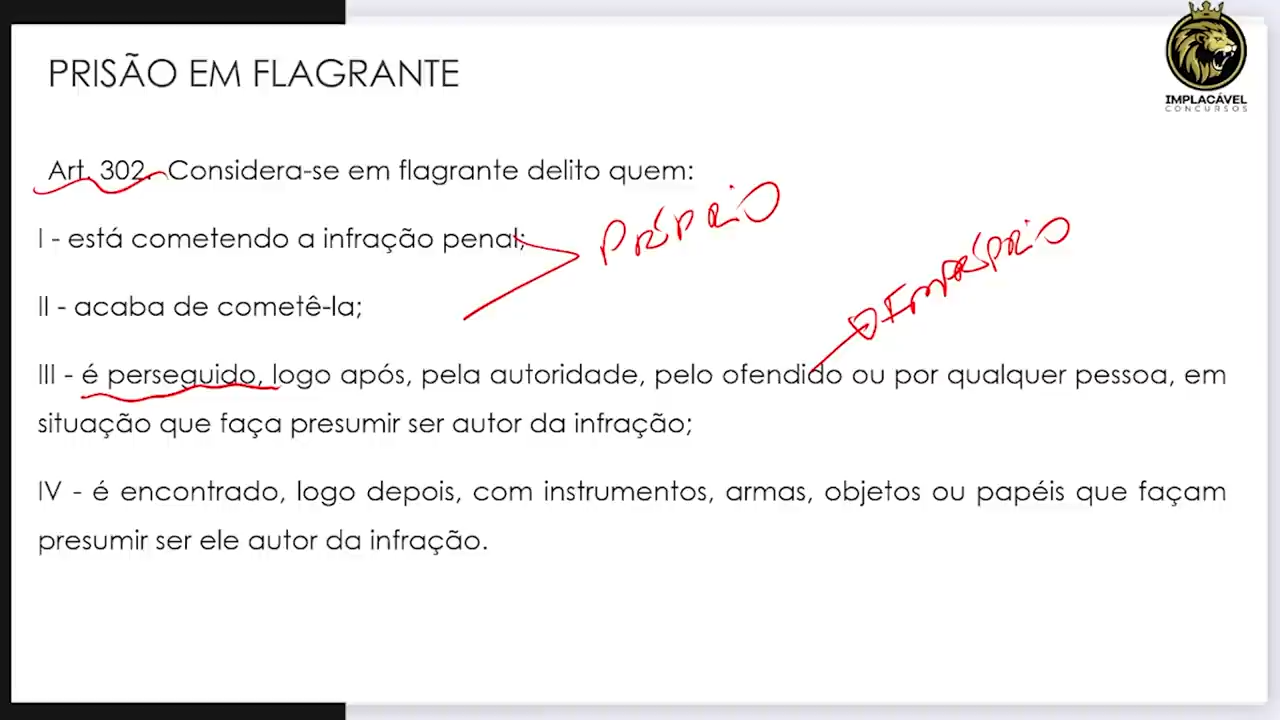 IMPLACÁVEL
CONCURSOS
PRISÃO EM FLAGRANTE
Art. 302. Considera-se em flagrante delito quem:
I - está cometendo a infração penal;
PRÓPRIO
IMPRÓPRIO
II - acaba de cometê-la;
III - é perseguido, logo após, pela autoridade, pelo ofendido ou por qualquer pessoa, em
situação que faça presumir ser autor da infração;
IV - é encontrado, logo depois, com instrumentos, armas, objetos ou papéis que façam
presumir ser ele autor da infração.